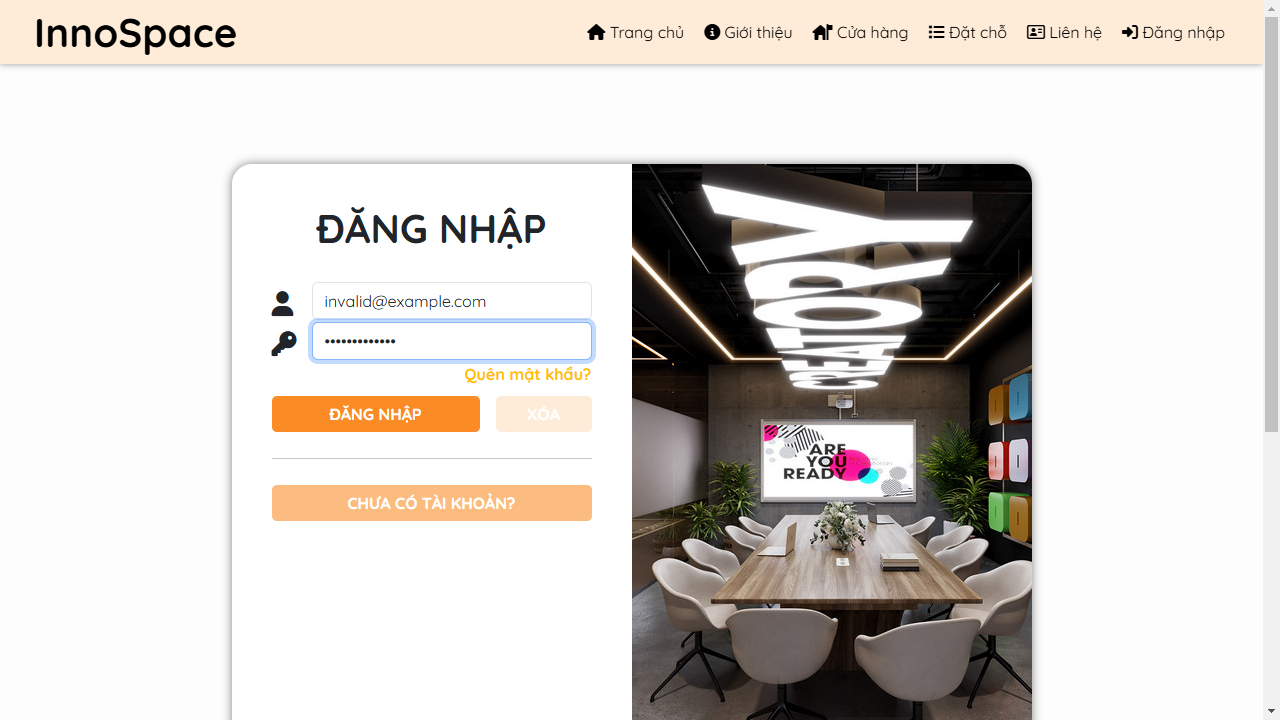 InnoSpace
Trang chủ
Giới thiệu
Cửa hàng
Đặt chỗ
Liên hệ
Đăng nhập
ĐĂNG NHẬP
invalid@example.com
•••••••••••••
Quên mật khẩu?
ĐĂNG NHẬP
XÓA
CHƯA CÓ TÀI KHOẢN?
CREATORY
ARE
YOU
READY